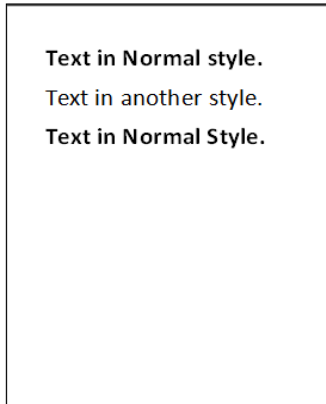 Text in Normal style.
Text in another style.
Text in Normal Style.